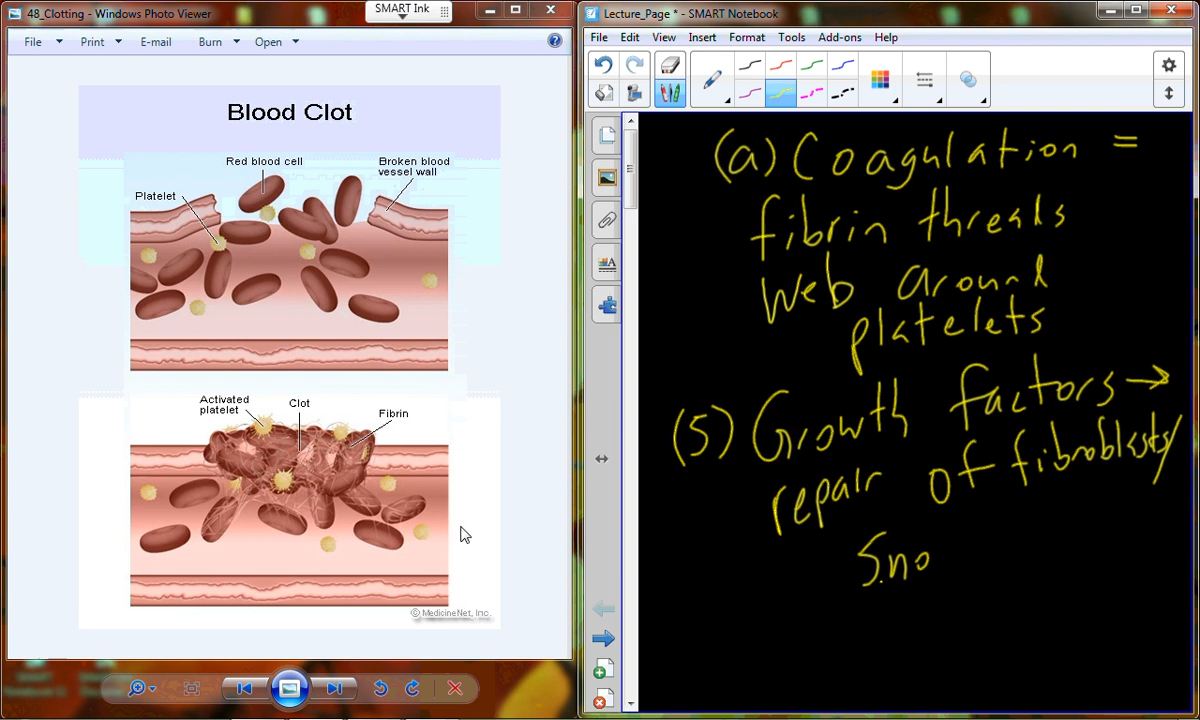 48_Clotting - Windows Photo Viewer
SMART Ink
File Print E-mail Burn Open
Blood Clot
Red blood cell
Broken blood
vessel wall
Platelet
Activated
platelet
Clot
Fibrin
© MedicineNet, Inc.
Lecture_Page * - SMART Notebook
File Edit View Insert Format Tools Add-ons Help
(a) Coagulation =
fibrin threads
web around
platelets
(5) Growth factors →
repair of fibroblasts/